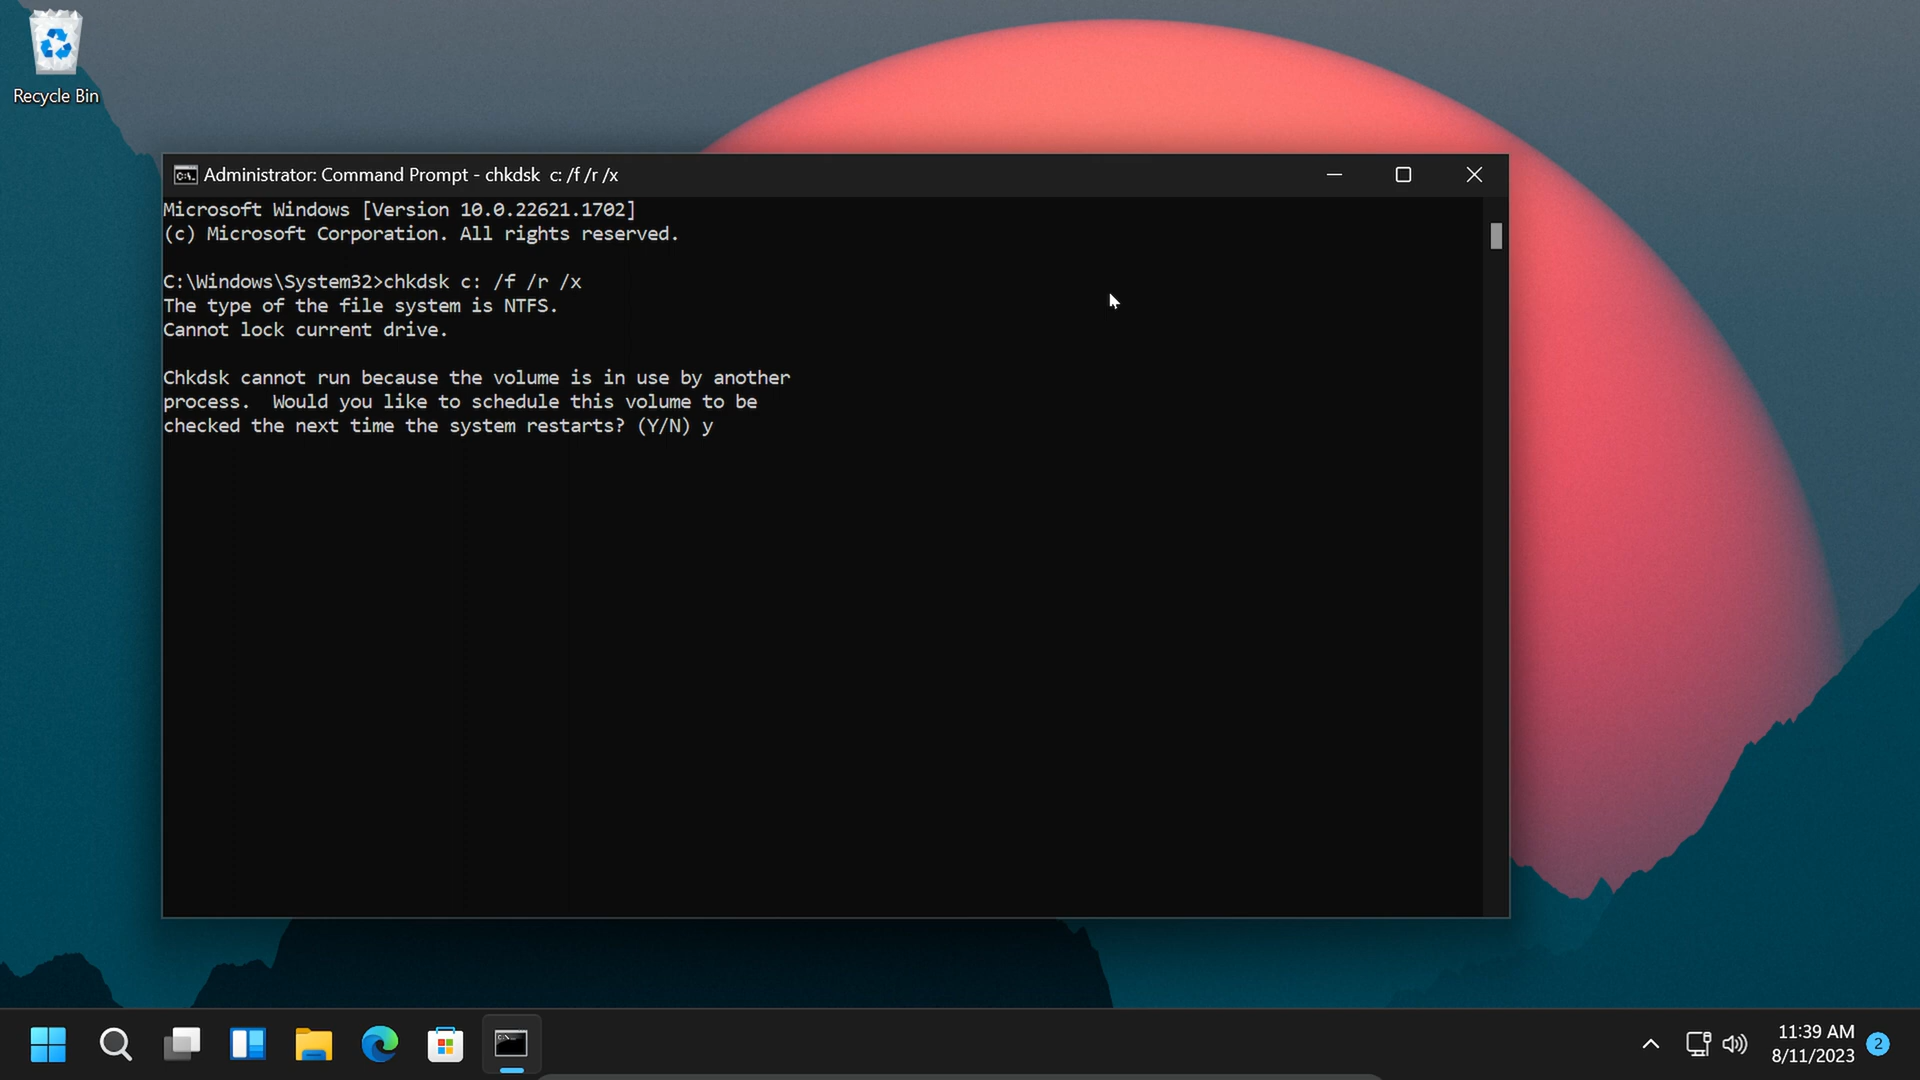 Recycle Bin
Administrator: Command Prompt - chkdsk  c: /f /r /x
Microsoft Windows [Version 10.0.22621.1702]
(c) Microsoft Corporation. All rights reserved.
C:\Windows\System32>chkdsk c: /f /r /x
The type of the file system is NTFS.
Cannot lock current drive.
Chkdsk cannot run because the volume is in use by another
process.  Would you like to schedule this volume to be
checked the next time the system restarts? (Y/N) y
11:39 AM
8/11/2023
2